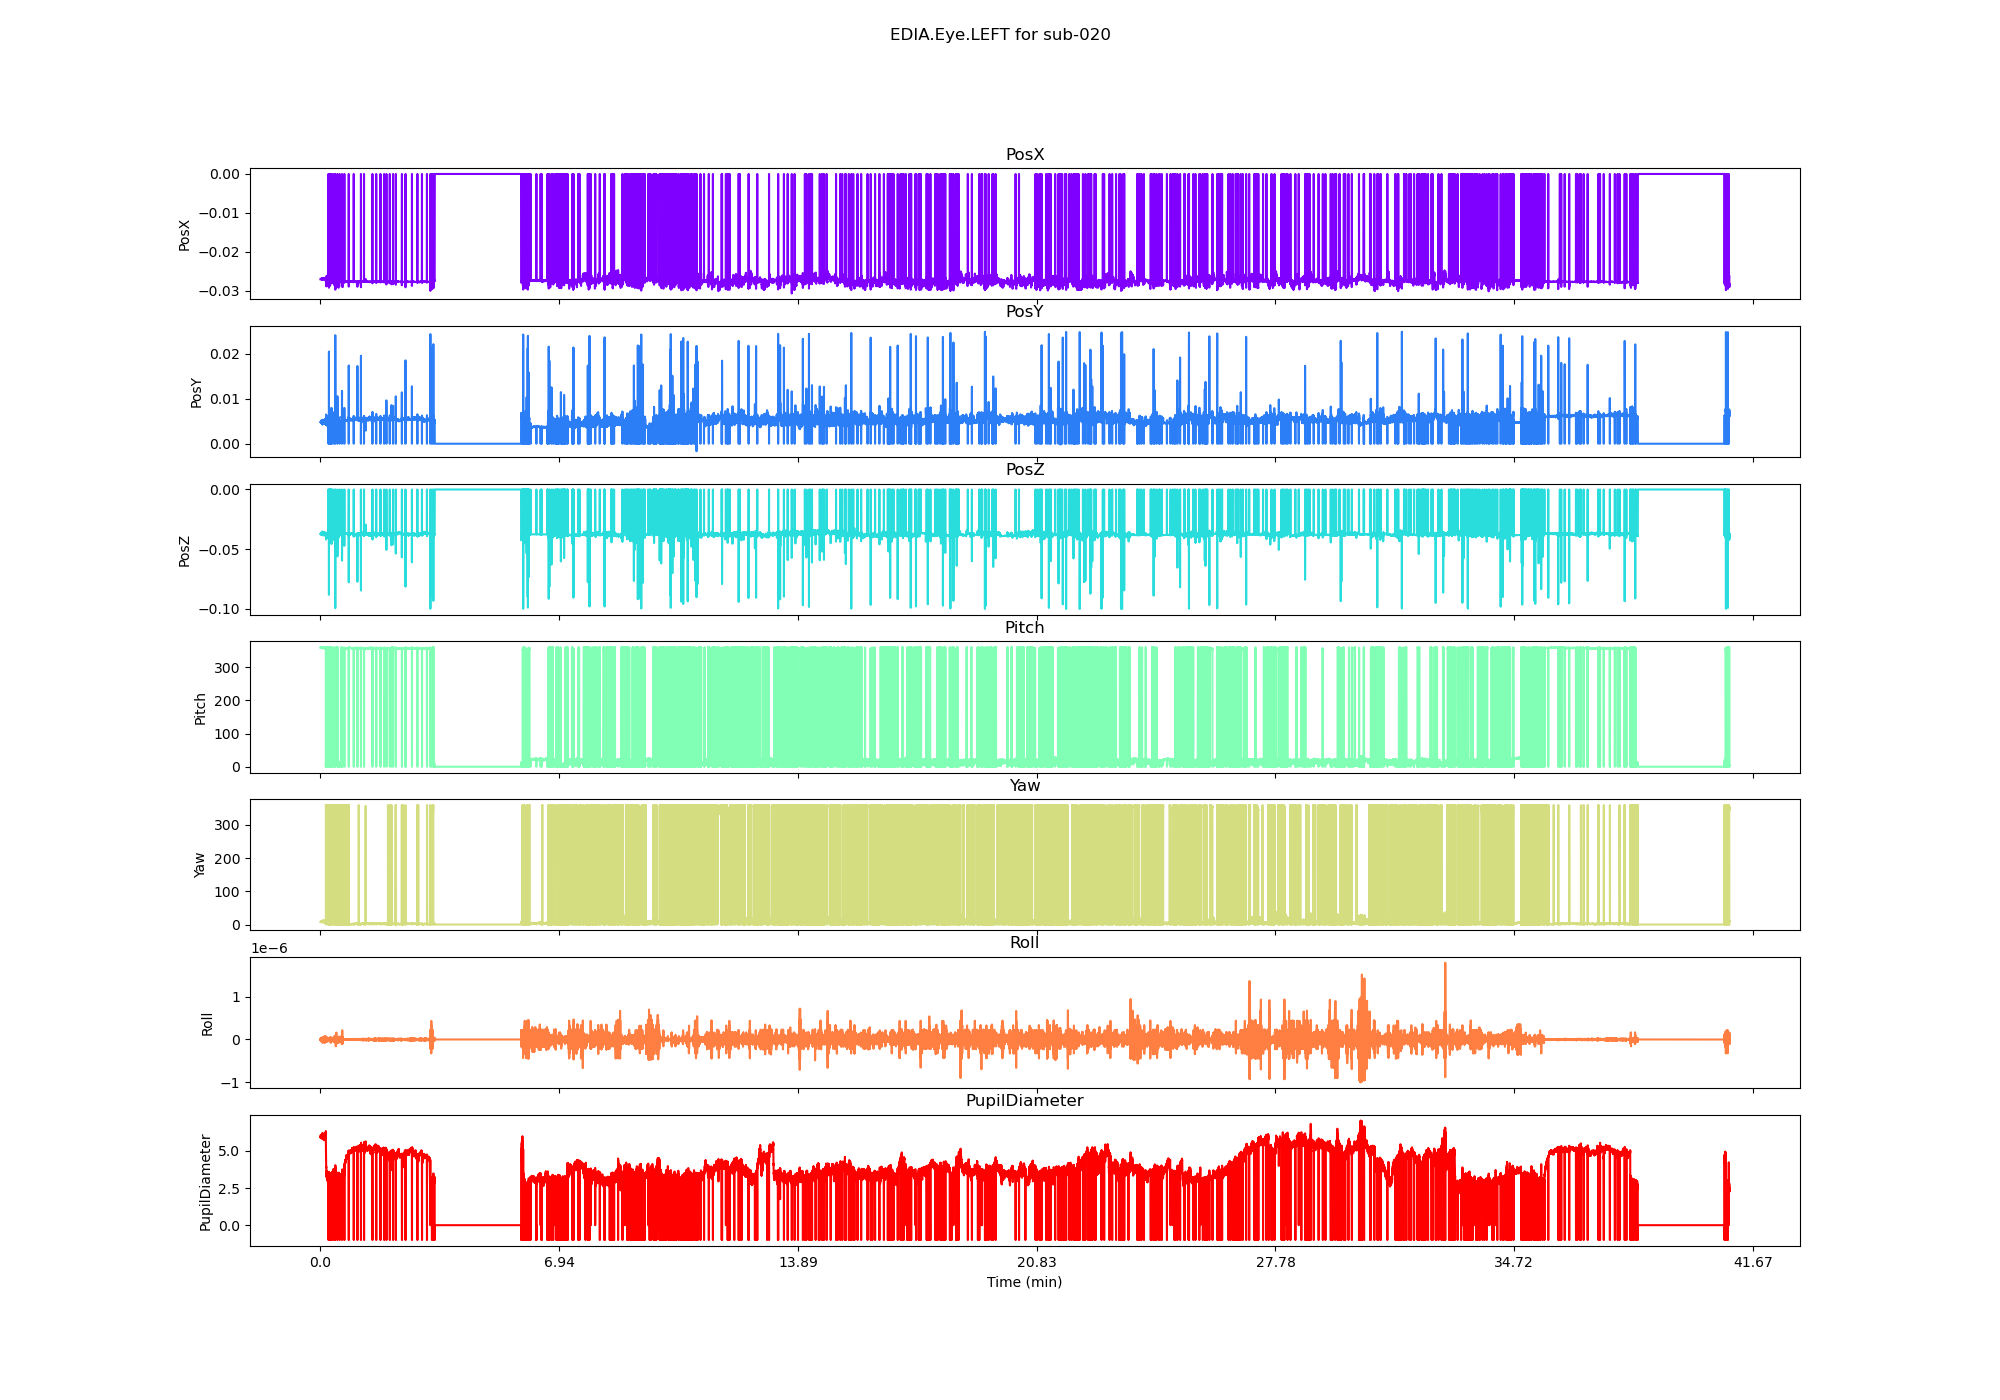 EDIA.Eye.LEFT for sub-020
PosX
0.00
−0.01
−0.02
−0.03
PosX
PosY
0.02
0.01
0.00
PosY
PosZ
0.00
−0.05
−0.10
PosZ
Pitch
300
200
100
0
Pitch
Yaw
300
200
100
0
Yaw
1e−6
Roll
1
0
−1
Roll
PupilDiameter
5.0
2.5
0.0
PupilDiameter
0.0 6.94 13.89 20.83 27.78 34.72 41.67
Time (min)